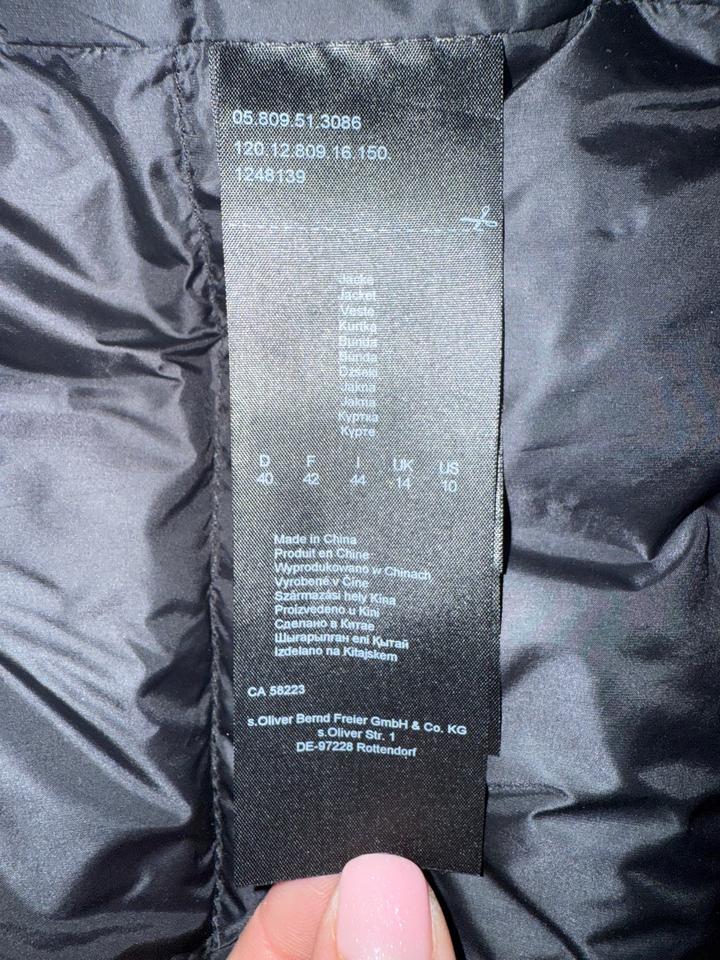 05.809.51.3086
120.12.809.16.150.
1248139
Jacke
Jacket
Veste
Kurtka
Bunda
Bunda
Dzseki
Jakna
Jakna
Куртка
Курте
D F I UK US
40 42 44 14 10
Made in China
Produit en Chine
Wyprodukowano w Chinach
Vyrobené v Číne
Származási hely Kína
Proizvedeno u Kini
Сделано в Китае
Шығарылған елі Қытай
Izdelano na Kitajskem
CA 58223
s.Oliver Bernd Freier GmbH & Co. KG
s.Oliver Str. 1
DE-97228 Rottendorf